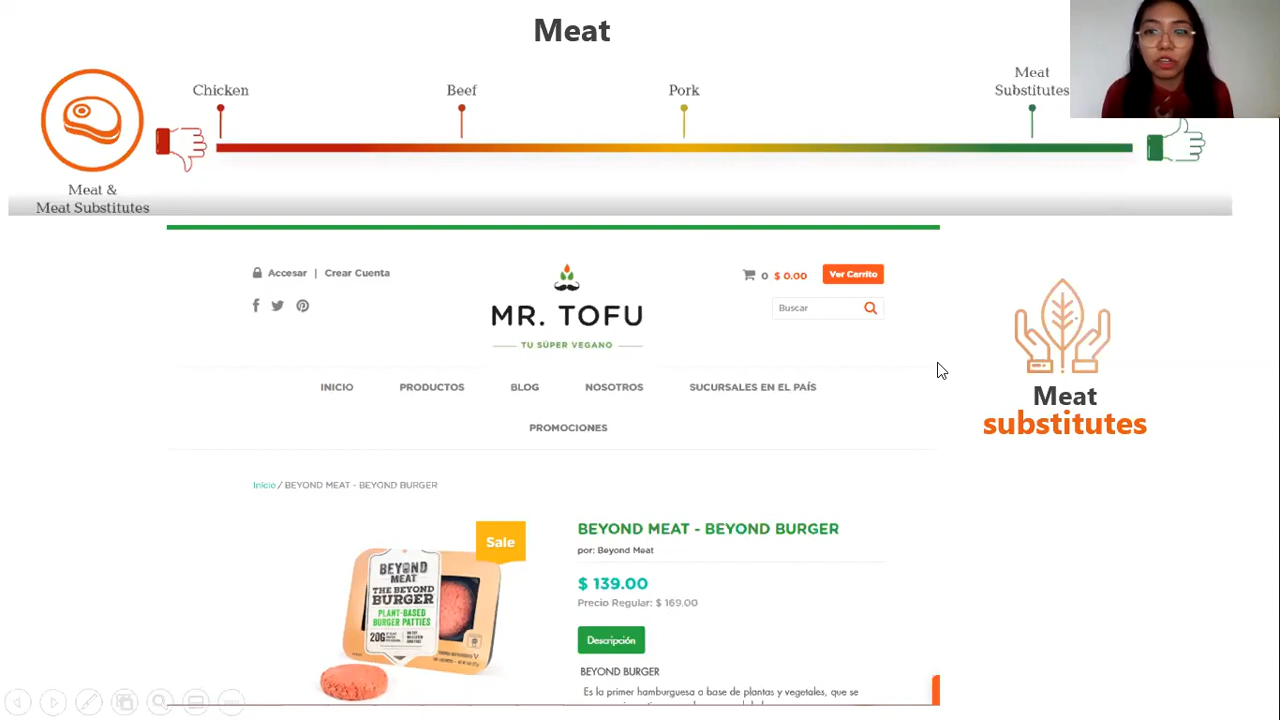 Meat
Chicken
Beef
Pork
Meat
Substitutes
Meat &
Meat Substitutes
Accesar | Crear Cuenta
0 $ 0.00
Ver Carrito
Buscar
MR. TOFU
TU SÚPER VEGANO
INICIO
PRODUCTOS
BLOG
NOSOTROS
SUCURSALES EN EL PAÍS
PROMOCIONES
Meat
substitutes
Inicio / BEYOND MEAT - BEYOND BURGER
Sale
BEYOND
MEAT
THE BEYOND
BURGER
PLANT-BASED
BURGER PATTIES
20G
BEYOND MEAT - BEYOND BURGER
por: Beyond Meat
$ 139.00
Precio Regular: $ 169.00
Descripción
BEYOND BURGER
Es la primer hamburguesa a base de plantas y vegetales, que se